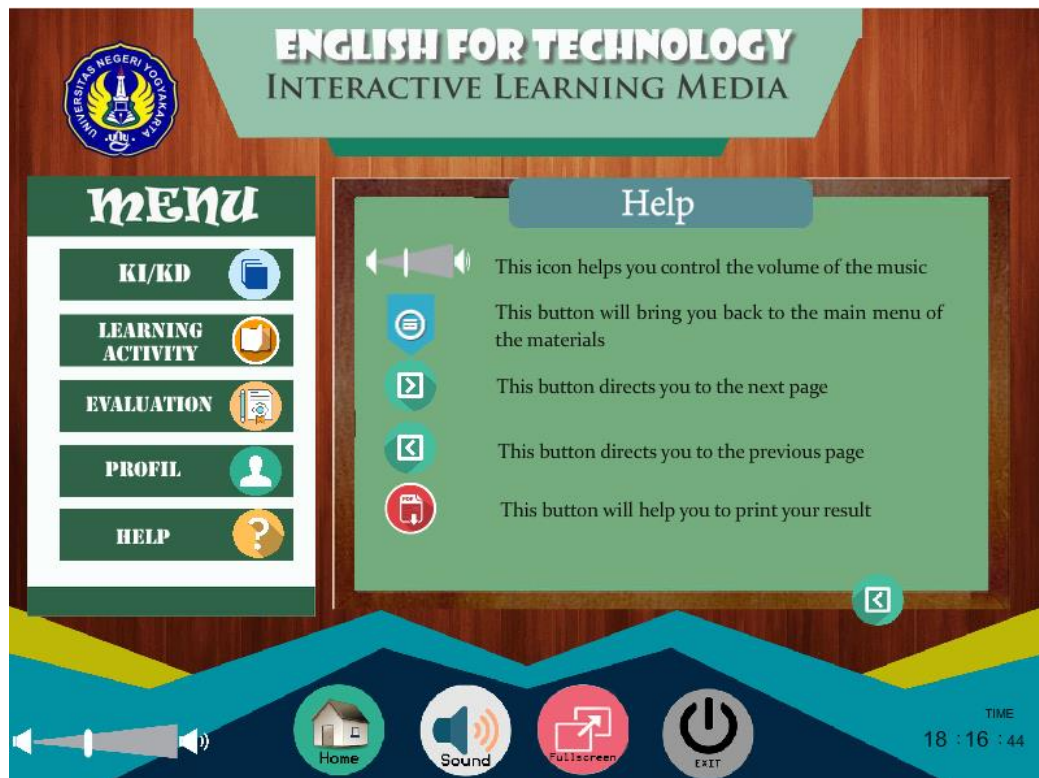 ENGLISH FOR TECHNOLOGY
INTERACTIVE LEARNING MEDIA
UNIVERSITAS NEGERI YOGYAKARTA
MENU
KI/KD
LEARNING
ACTIVITY
EVALUATION
PROFIL
HELP
Help
This icon helps you control the volume of the music
This button will bring you back to the main menu of
the materials
This button directs you to the next page
This button directs you to the previous page
PDF
This button will help you to print your result
Home
Sound
Fullscreen
EXIT
TIME
18 : 16 : 44